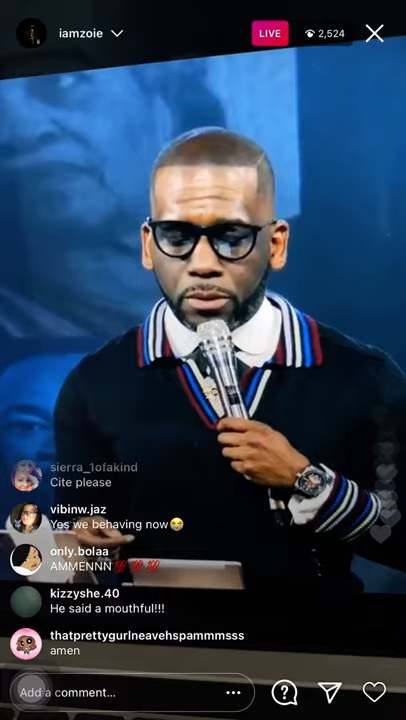 iamzoie
LIVE
2,524
sierra_1ofakind
Cite please
vibinw.jaz
Yes we behaving now😭
only.bolaa
AMMENNN💯💯💯
kizzyshe.40
He said a mouthful!!!
thatprettygurlneavehspammmsss
amen
Add a comment...